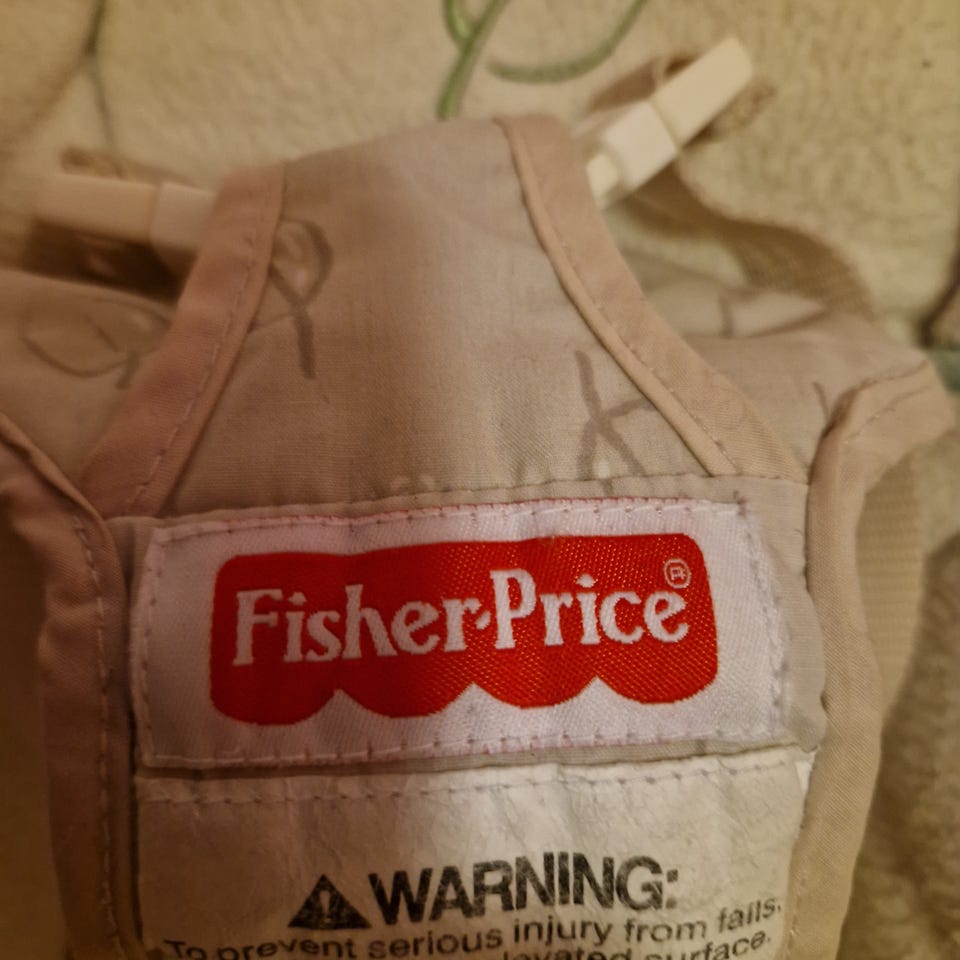 Fisher-Price®
⚠WARNING:
To prevent serious injury from falls.
surface.